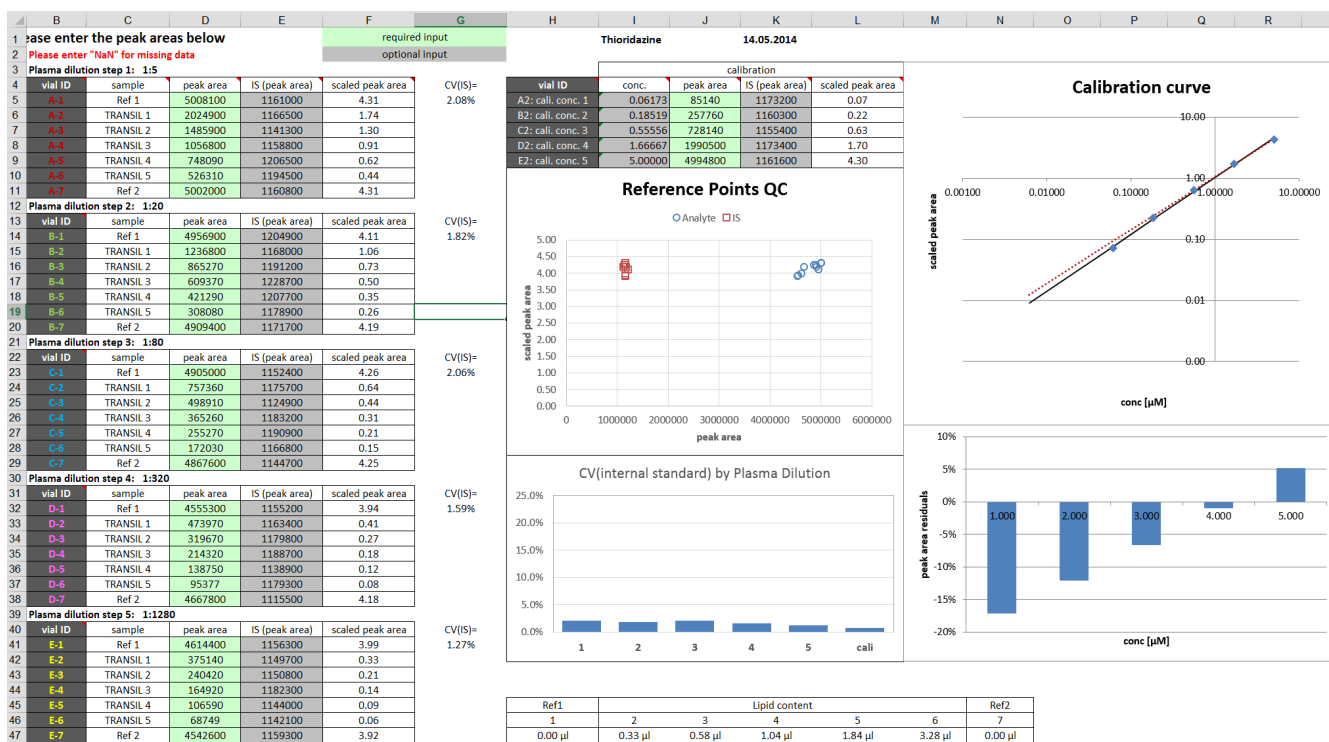 B C D E F G H I J K L M N O P Q R
1 ease enter the peak areas below required input Thioridazine 14.05.2014
2 Please enter "NaN" for missing data optional input
3 Plasma dilution step 1: 1:5 calibration
4 vial ID sample peak area IS (peak area) scaled peak area CV(IS)= vial ID conc. peak area IS (peak area) scaled peak area
5 A-1 Ref 1 5008100 1161000 4.31 2.08% A2: cali. conc. 1 0.06173 85140 1173200 0.07
6 A-2 TRANSIL 1 2024900 1166500 1.74 B2: cali. conc. 2 0.18519 257760 1160300 0.22
7 A-3 TRANSIL 2 1485900 1141300 1.30 C2: cali. conc. 3 0.55556 728140 1155400 0.63
8 A-4 TRANSIL 3 1056800 1158800 0.91 D2: cali. conc. 4 1.66667 1990500 1173400 1.70
9 A-5 TRANSIL 4 748090 1206500 0.62 E2: cali. conc. 5 5.00000 4994800 1161600 4.30
10 A-6 TRANSIL 5 526310 1194500 0.44
11 A-7 Ref 2 5002000 1160800 4.31
12 Plasma dilution step 2: 1:20
13 vial ID sample peak area IS (peak area) scaled peak area CV(IS)=
14 B-1 Ref 1 4956900 1204900 4.11 1.82%
15 B-2 TRANSIL 1 1236800 1168000 1.06
16 B-3 TRANSIL 2 865270 1191200 0.73
17 B-4 TRANSIL 3 609370 1228700 0.50
18 B-5 TRANSIL 4 421290 1207700 0.35
19 B-6 TRANSIL 5 308080 1178900 0.26
20 B-7 Ref 2 4909400 1171700 4.19
21 Plasma dilution step 3: 1:80
22 vial ID sample peak area IS (peak area) scaled peak area CV(IS)=
23 C-1 Ref 1 4905000 1152400 4.26 2.06%
24 C-2 TRANSIL 1 757360 1175700 0.64
25 C-3 TRANSIL 2 498910 1124900 0.44
26 C-4 TRANSIL 3 365260 1183200 0.31
27 C-5 TRANSIL 4 255270 1190900 0.21
28 C-6 TRANSIL 5 172030 1166800 0.15
29 C-7 Ref 2 4867600 1144700 4.25
30 Plasma dilution step 4: 1:320
31 vial ID sample peak area IS (peak area) scaled peak area CV(IS)=
32 D-1 Ref 1 4555300 1155200 3.94 1.59%
33 D-2 TRANSIL 1 473970 1163400 0.41
34 D-3 TRANSIL 2 319670 1179800 0.27
35 D-4 TRANSIL 3 214320 1188700 0.18
36 D-5 TRANSIL 4 138750 1138900 0.12
37 D-6 TRANSIL 5 95377 1179300 0.08
38 D-7 Ref 2 4667800 1115500 4.18
39 Plasma dilution step 5: 1:1280
40 vial ID sample peak area IS (peak area) scaled peak area CV(IS)=
41 E-1 Ref 1 4614400 1156300 3.99 1.27%
42 E-2 TRANSIL 1 375140 1149700 0.33
43 E-3 TRANSIL 2 240420 1150800 0.21
44 E-4 TRANSIL 3 164920 1182300 0.14
45 E-5 TRANSIL 4 106590 1144000 0.09
46 E-6 TRANSIL 5 68749 1142100 0.06
47 E-7 Ref 2 4542600 1159300 3.92
Reference Points QC
Analyte IS
5.00
4.50
4.00
3.50
3.00
2.50
2.00
1.50
1.00
0.50
0.00
scaled peak area
0 1000000 2000000 3000000 4000000 5000000 6000000
peak area
CV(internal standard) by Plasma Dilution
25.0%
20.0%
15.0%
10.0%
5.0%
0.0%
1 2 3 4 5 cali
Calibration curve
10.00
1.00
0.10
0.01
0.00
0.00100 0.01000 0.10000 1.00000 10.00000
scaled peak area
conc [µM]
10%
5%
0%
-5%
-10%
-15%
-20%
peak area residuals
1.000 2.000 3.000 4.000 5.000
conc [µM]
Ref1 Lipid content Ref2
1 2 3 4 5 6 7
0.00 µl 0.33 µl 0.58 µl 1.04 µl 1.84 µl 3.28 µl 0.00 µl